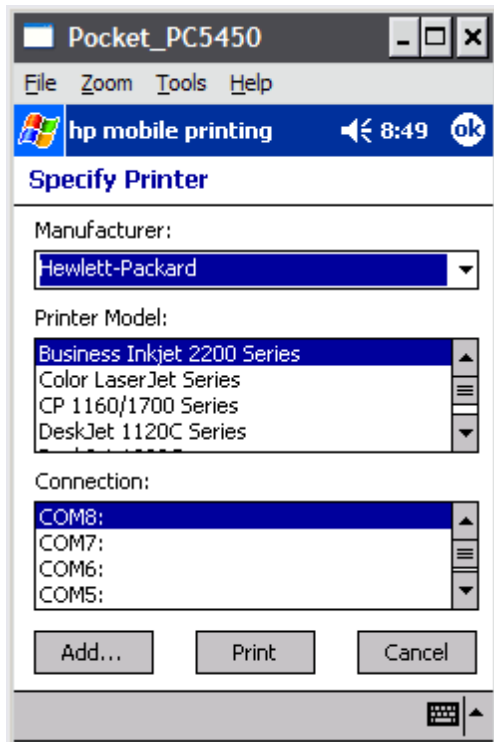 Pocket_PC5450
File Zoom Tools Help
hp mobile printing 8:49 ok
Specify Printer
Manufacturer:
Hewlett-Packard
Printer Model:
Business Inkjet 2200 Series
Color LaserJet Series
CP 1160/1700 Series
DeskJet 1120C Series
Connection:
COM8:
COM7:
COM6:
COM5:
Add... Print Cancel